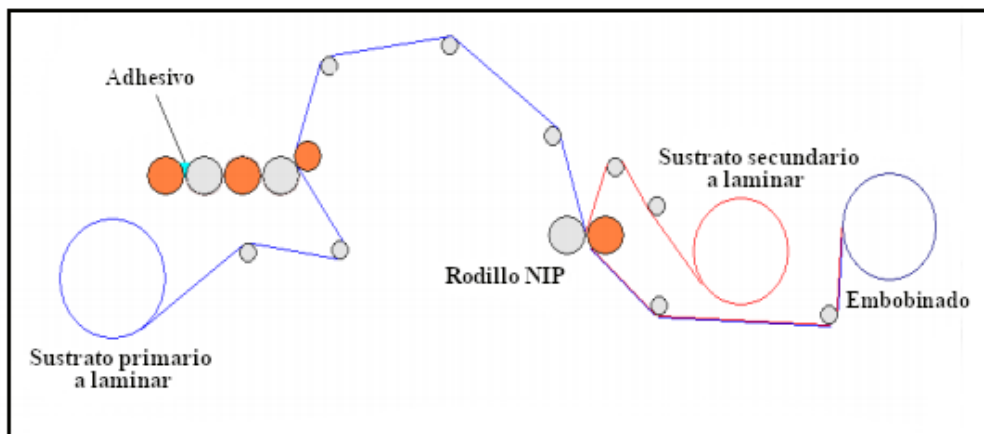 Adhesivo
Sustrato secundario
a laminar
Rodillo NIP
Embobinado
Sustrato primario
a laminar